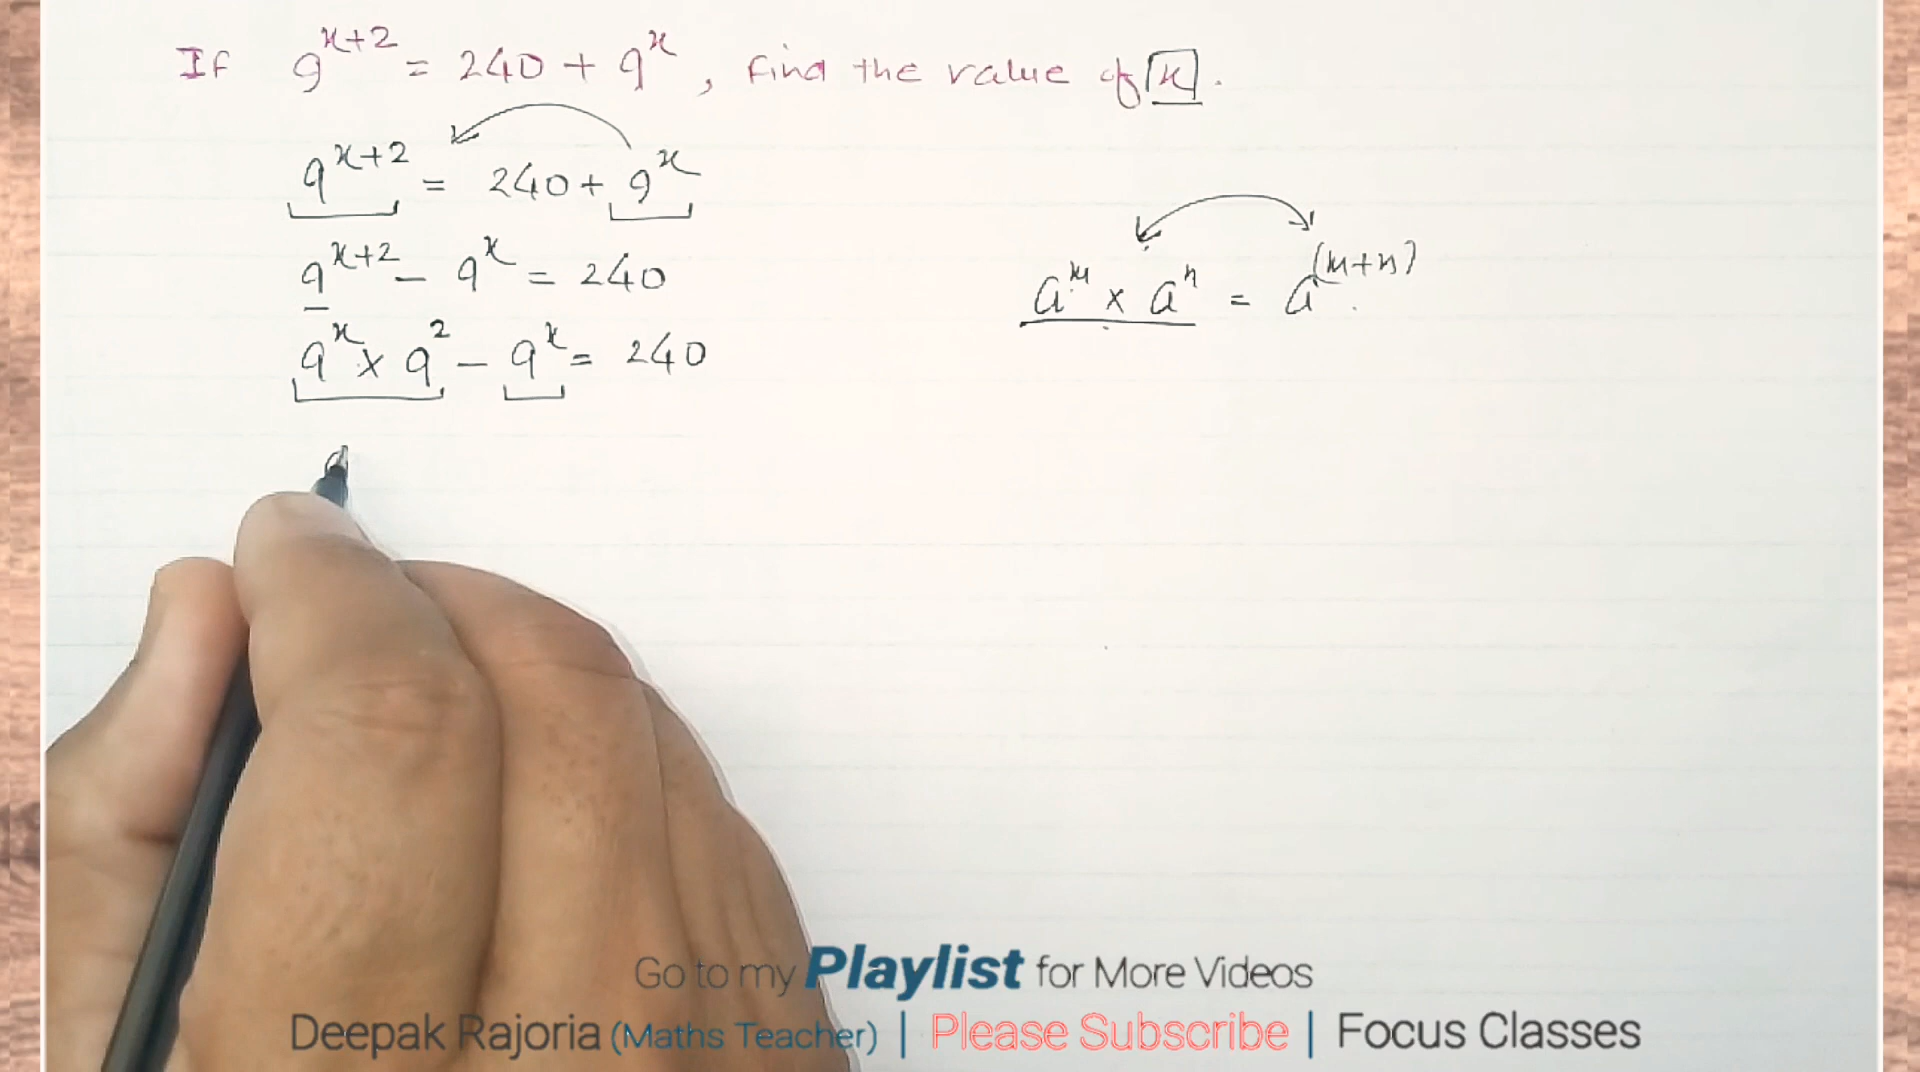 If 9^{x+2} = 240 + 9^x, find the value of x.
9^{x+2} = 240 + 9^x
9^{x+2} - 9^x = 240
a^m × a^n = a^{(m+n)}
9^x × 9^2 - 9^x = 240
Go to my Playlist for More Videos
Deepak Rajoria (Maths Teacher) | Please Subscribe | Focus Classes